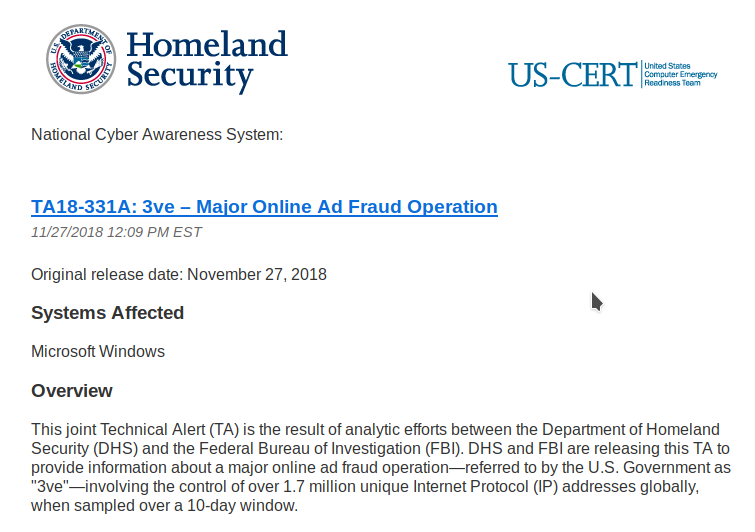 U.S. DEPARTMENT OF
HOMELAND SECURITY
Homeland
Security
US-CERT
United States
Computer Emergency
Readiness Team
National Cyber Awareness System:
TA18-331A: 3ve – Major Online Ad Fraud Operation
11/27/2018 12:09 PM EST
Original release date: November 27, 2018
Systems Affected
Microsoft Windows
Overview
This joint Technical Alert (TA) is the result of analytic efforts between the Department of Homeland
Security (DHS) and the Federal Bureau of Investigation (FBI). DHS and FBI are releasing this TA to
provide information about a major online ad fraud operation—referred to by the U.S. Government as
"3ve"—involving the control of over 1.7 million unique Internet Protocol (IP) addresses globally,
when sampled over a 10-day window.